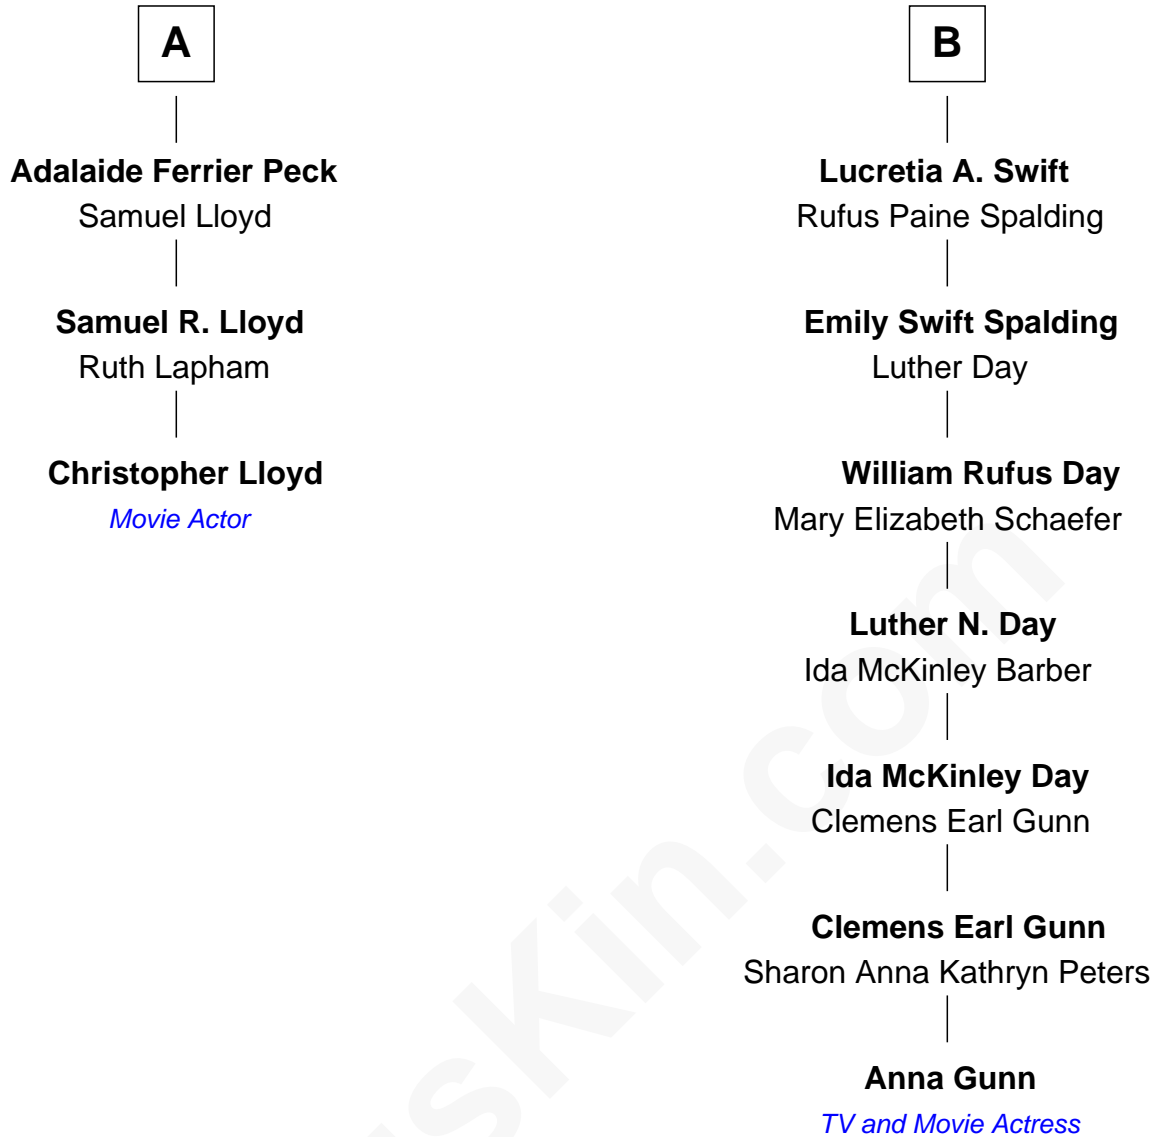 A
Adalaide Ferrier Peck
Samuel Lloyd
Samuel R. Lloyd
Ruth Lapham
Christopher Lloyd
Movie Actor
B
Lucretia A. Swift
Rufus Paine Spalding
Emily Swift Spalding
Luther Day
William Rufus Day
Mary Elizabeth Schaefer
Luther N. Day
Ida McKinley Barber
Ida McKinley Day
Clemens Earl Gunn
Clemens Earl Gunn
Sharon Anna Kathryn Peters
Anna Gunn
TV and Movie Actress
sKin.com